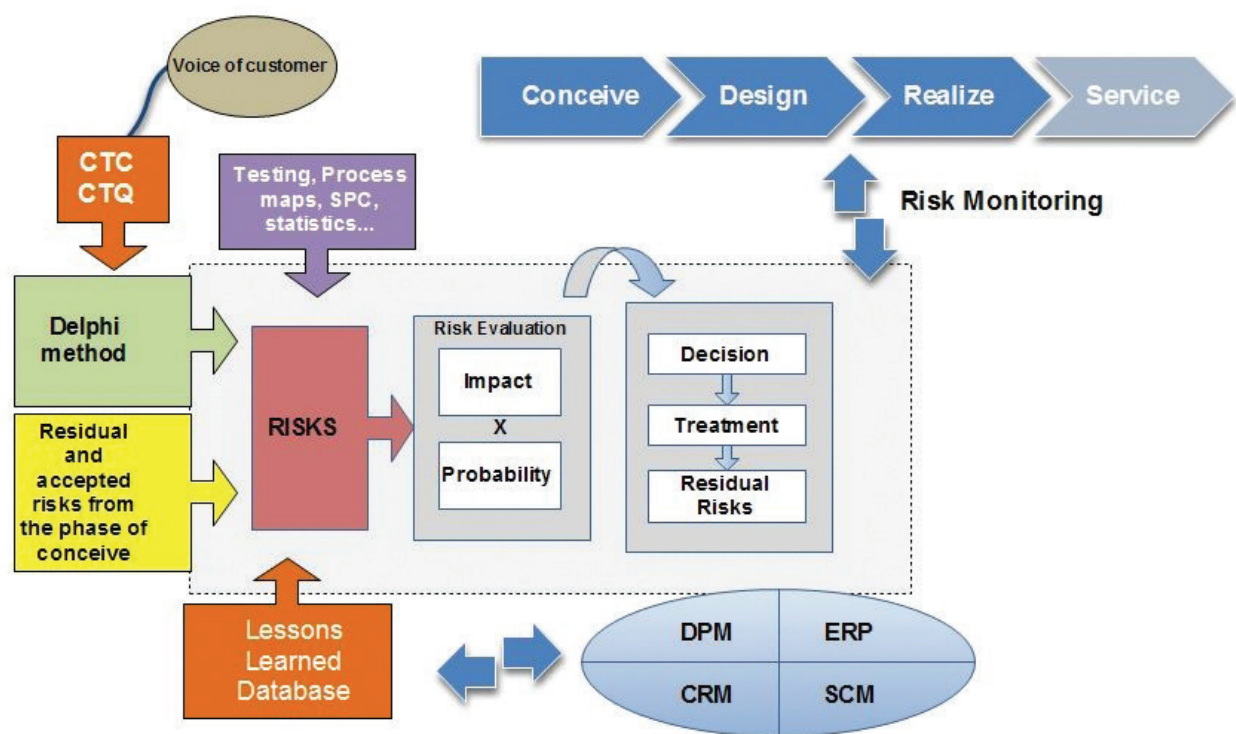 Voice of customer
Conceive
Design
Realize
Service
CTC
CTQ
Testing, Process
maps, SPC,
statistics...
Risk Monitoring
Delphi
method
Risk Evaluation
Impact
X
Probability
Decision
Treatment
Residual
Risks
RISKS
Residual
and
accepted
risks from
the phase of
conceive
Lessons
Learned
Database
DPM
ERP
CRM
SCM